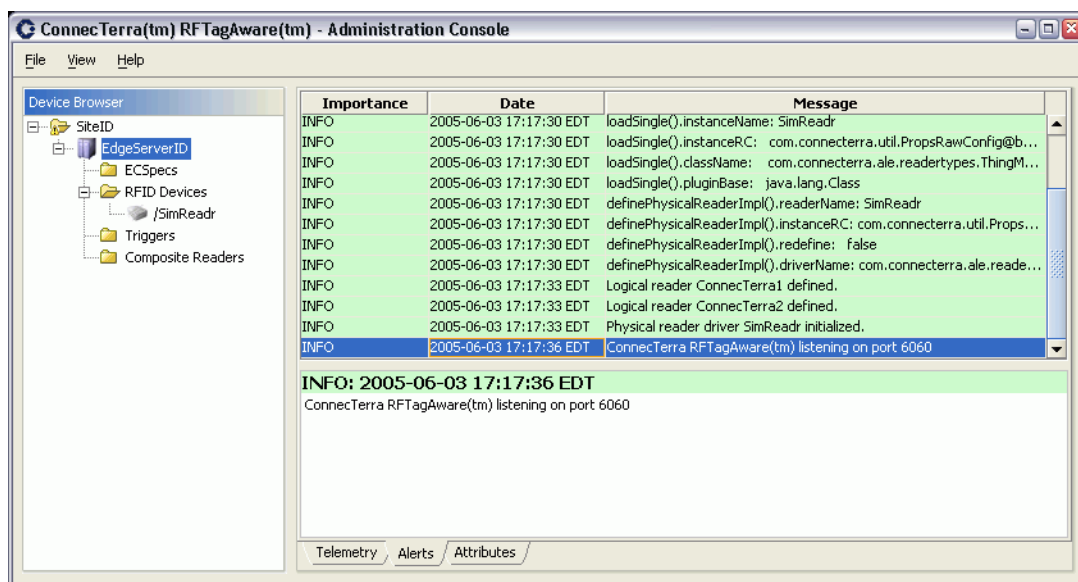 ConnecTerra(tm) RFTagAware(tm) - Administration Console
File View Help
Device Browser
SiteID
EdgeServerID
ECSpecs
RFID Devices
/SimReadr
Triggers
Composite Readers
Importance Date Message
INFO 2005-06-03 17:17:30 EDT loadSingle().instanceName: SimReadr
INFO 2005-06-03 17:17:30 EDT loadSingle().instanceRC: com.connecterra.util.PropsRawConfig@b...
INFO 2005-06-03 17:17:30 EDT loadSingle().className: com.connecterra.ale.readertypes.ThingM...
INFO 2005-06-03 17:17:30 EDT loadSingle().pluginBase: java.lang.Class
INFO 2005-06-03 17:17:30 EDT definePhysicalReaderImpl().readerName: SimReadr
INFO 2005-06-03 17:17:30 EDT definePhysicalReaderImpl().instanceRC: com.connecterra.util.Props...
INFO 2005-06-03 17:17:30 EDT definePhysicalReaderImpl().redefine: false
INFO 2005-06-03 17:17:30 EDT definePhysicalReaderImpl().driverName: com.connecterra.ale.reade...
INFO 2005-06-03 17:17:33 EDT Logical reader ConnecTerra1 defined.
INFO 2005-06-03 17:17:33 EDT Logical reader ConnecTerra2 defined.
INFO 2005-06-03 17:17:33 EDT Physical reader driver SimReadr initialized.
INFO 2005-06-03 17:17:36 EDT ConnecTerra RFTagAware(tm) listening on port 6060
INFO: 2005-06-03 17:17:36 EDT
ConnecTerra RFTagAware(tm) listening on port 6060
Telemetry Alerts Attributes